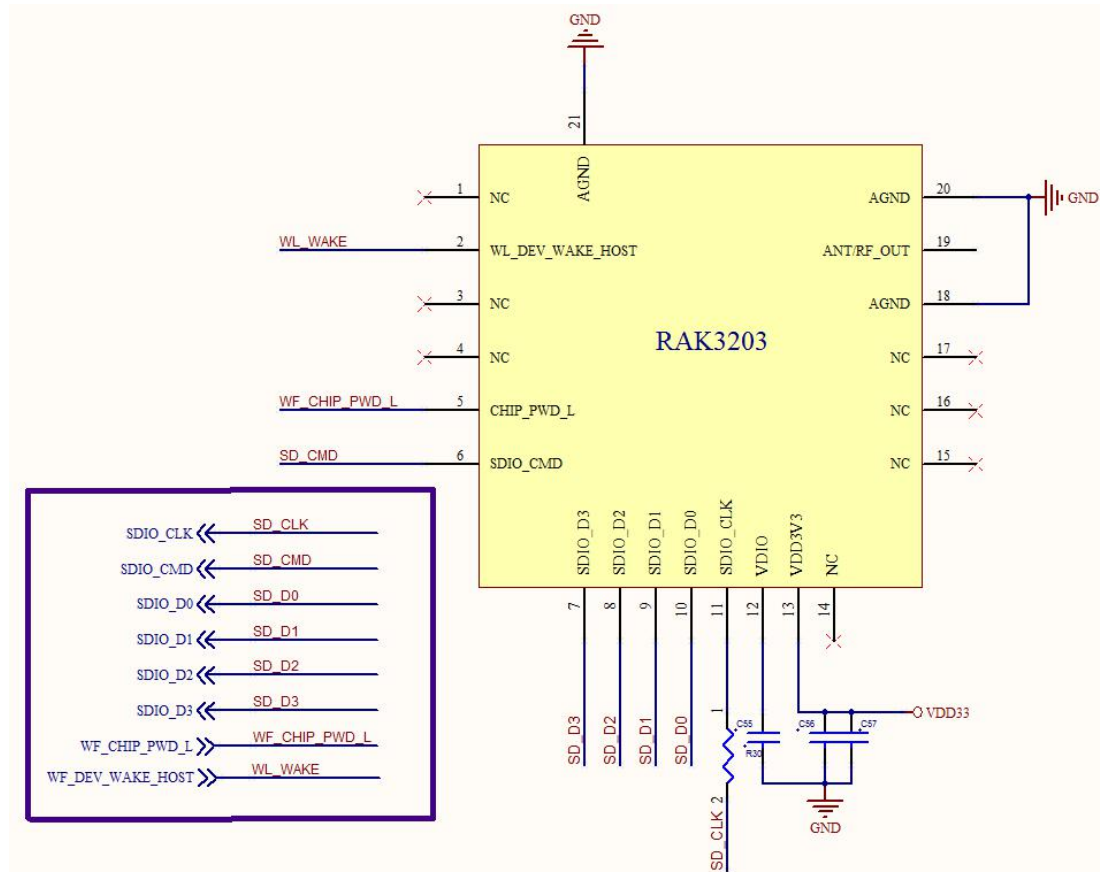 GND
21
AGND
1 NC
WL_WAKE 2 WL_DEV_WAKE_HOST
3 NC
4 NC
WF_CHIP_PWD_L 5 CHIP_PWD_L
SD_CMD 6 SDIO_CMD
RAK3203
AGND 20 GND
ANT/RF_OUT 19
AGND 18
NC 17
NC 16
NC 15
SDIO_D3 7 SD_D3
SDIO_D2 8 SD_D2
SDIO_D1 9 SD_D1
SDIO_D0 10 SD_D0
SDIO_CLK 11 1 2 SD_CLK
VDIO 12
VDD3V3 13
NC 14
C55 C56 C57
R30
VDD33
GND
SDIO_CLK SD_CLK
SDIO_CMD SD_CMD
SDIO_D0 SD_D0
SDIO_D1 SD_D1
SDIO_D2 SD_D2
SDIO_D3 SD_D3
WF_CHIP_PWD_L WF_CHIP_PWD_L
WF_DEV_WAKE_HOST WL_WAKE